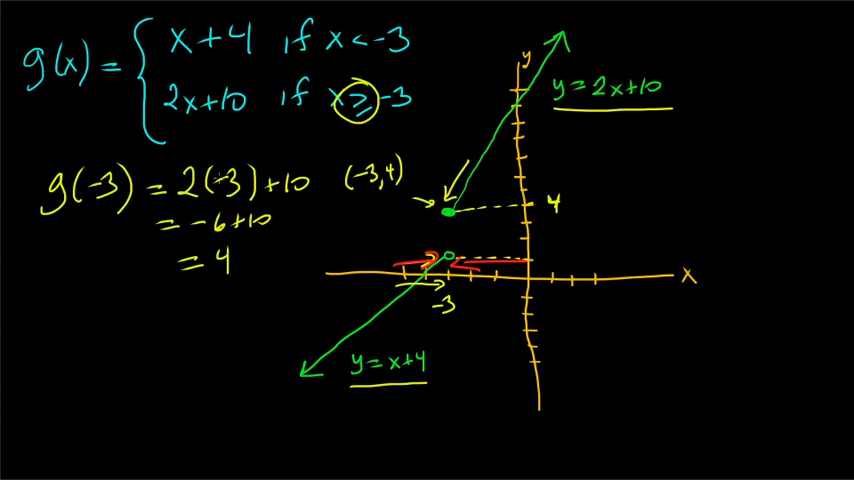 g(x) = { x+4 if x < -3
2x+10 if x ≥ -3
g(-3) = 2(-3)+10 (-3,4)
= -6+10
= 4
y
y = 2x+10
4
x
-3
y = x+4